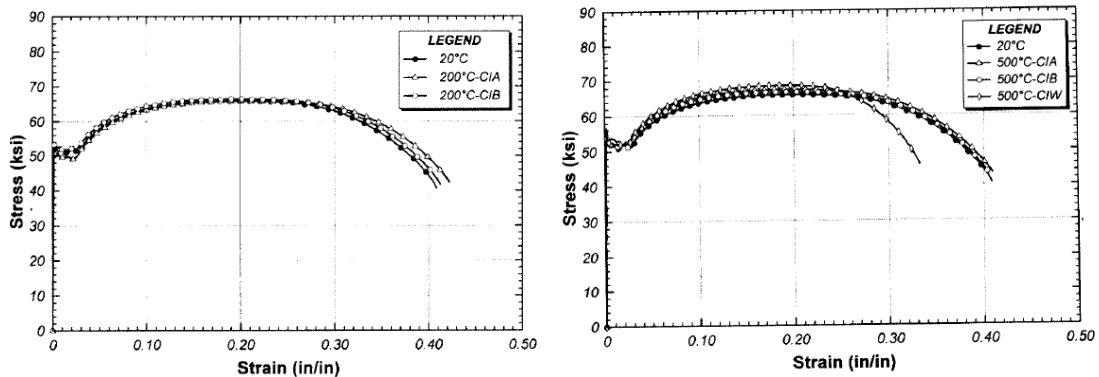 90
80
70
60
50
40
30
20
10
0
Stress (ksi)
0
0.10
0.20
0.30
0.40
0.50
Strain (in/in)
LEGEND
20°C
200°C-CIA
200°C-CIB
90
80
70
60
50
40
30
20
10
0
Stress (ksi)
0
0.10
0.20
0.30
0.40
0.50
Strain (in/in)
LEGEND
20°C
500°C-CIA
500°C-CIB
500°C-CIW